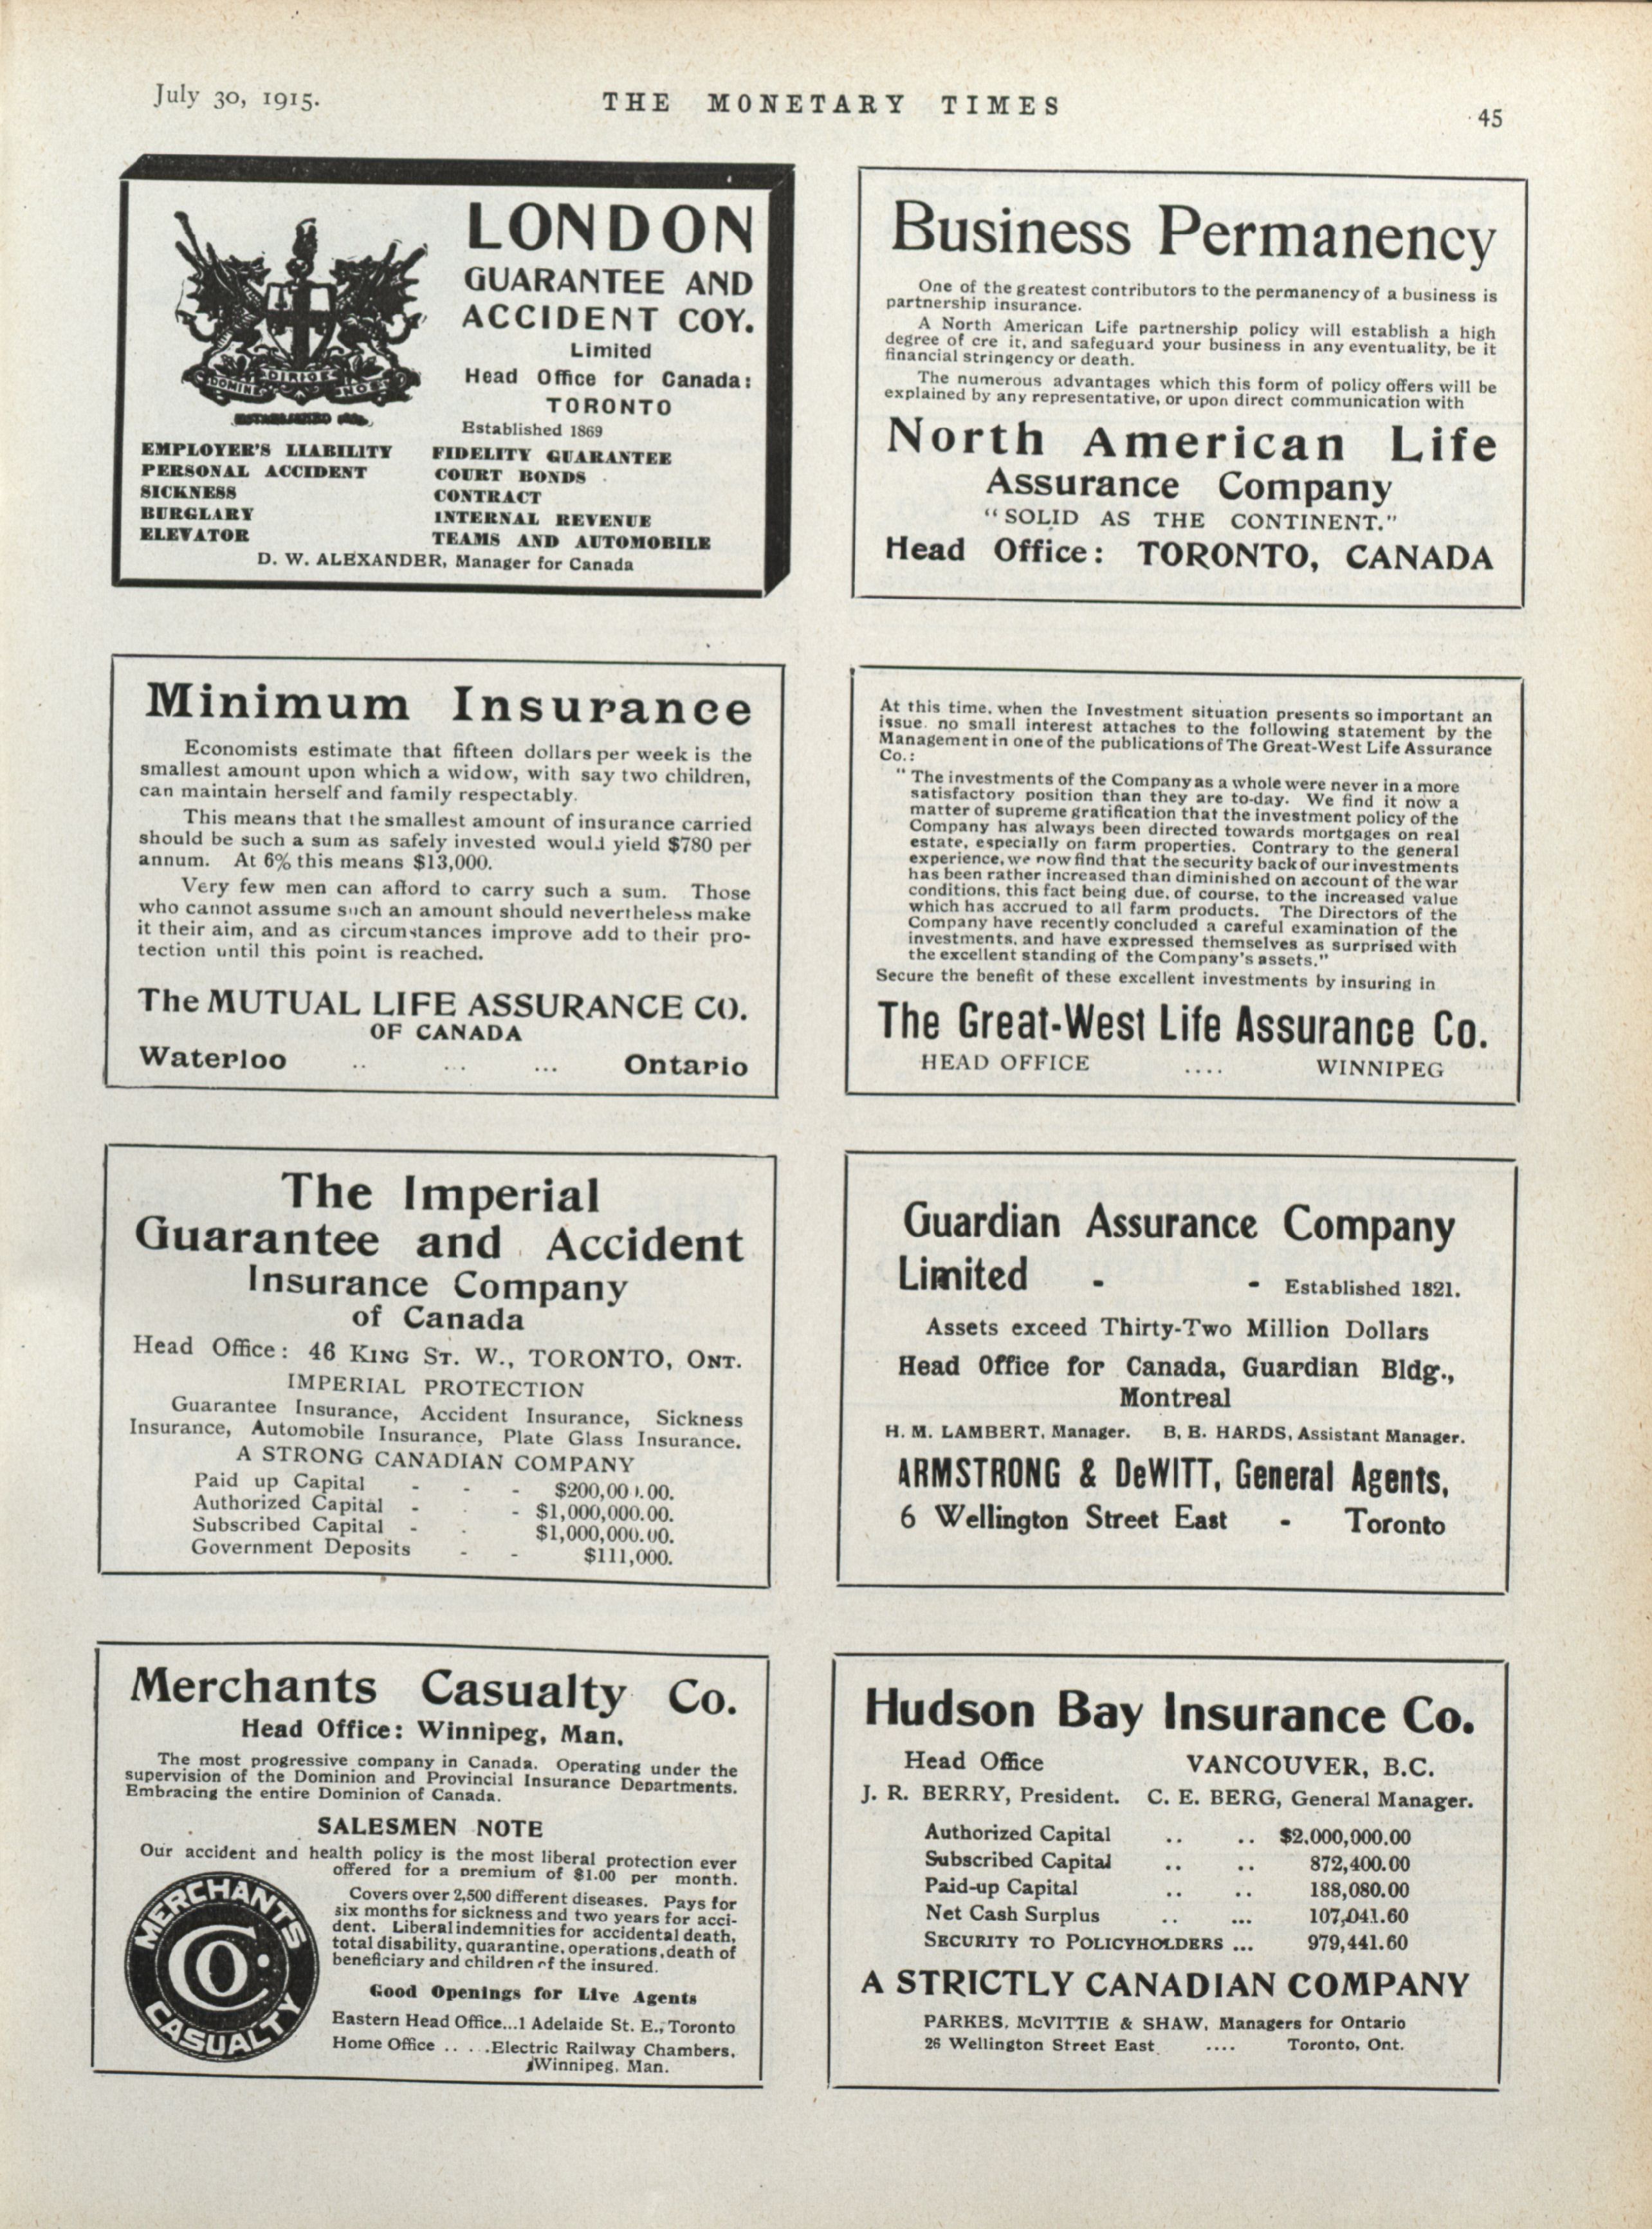 July 30, 1915.
THE MONETARY TIMES
45
LONDON
GUARANTEE AND
ACCIDENT COY.
Limited
Head Office for Canada:
TORONTO
Established 1869
DOMINE DIRIGE NOS
EMPLOYER'S LIABILITY
PERSONAL ACCIDENT
SICKNESS
BURGLARY
ELEVATOR
FIDELITY GUARANTEE
COURT BONDS
CONTRACT
INTERNAL REVENUE
TEAMS AND AUTOMOBILE
D. W. ALEXANDER, Manager for Canada
Business Permanency
One of the greatest contributors to the permanency of a business is
partnership insurance.
A North American Life partnership policy will establish a high
degree of cre it, and safeguard your business in any eventuality, be it
financial stringency or death.
The numerous advantages which this form of policy offers will be
explained by any representative, or upon direct communication with
North American Life
Assurance Company
"SOLID AS THE CONTINENT."
Head Office: TORONTO, CANADA
Minimum Insurance
Economists estimate that fifteen dollars per week is the
smallest amount upon which a widow, with say two children,
can maintain herself and family respectably.
This means that the smallest amount of insurance carried
should be such a sum as safely invested would yield $780 per
annum. At 6% this means $13,000.
Very few men can afford to carry such a sum. Those
who cannot assume such an amount should nevertheless make
it their aim, and as circumstances improve add to their pro-
tection until this point is reached.
The MUTUAL LIFE ASSURANCE CO.
OF CANADA
Waterloo .. ... ... Ontario
At this time, when the Investment situation presents so important an
issue, no small interest attaches to the following statement by the
Management in one of the publications of The Great-West Life Assurance
Co.:
"The investments of the Company as a whole were never in a more
satisfactory position than they are to-day. We find it now a
matter of supreme gratification that the investment policy of the
Company has always been directed towards mortgages on real
estate, especially on farm properties. Contrary to the general
experience, we now find that the security back of our investments
has been rather increased than diminished on account of the war
conditions, this fact being due, of course, to the increased value
which has accrued to all farm products. The Directors of the
Company have recently concluded a careful examination of the
investments, and have expressed themselves as surprised with
the excellent standing of the Company's assets."
Secure the benefit of these excellent investments by insuring in
The Great-West Life Assurance Co.
HEAD OFFICE .... WINNIPEG
The Imperial
Guarantee and Accident
Insurance Company
of Canada
Head Office: 46 KING ST. W., TORONTO, ONT.
IMPERIAL PROTECTION
Guarantee Insurance, Accident Insurance, Sickness
Insurance, Automobile Insurance, Plate Glass Insurance.
A STRONG CANADIAN COMPANY
Paid up Capital - - - $200,000.00.
Authorized Capital - - - $1,000,000.00.
Subscribed Capital - - $1,000,000.00.
Government Deposits - - $111,000.
Guardian Assurance Company
Limited - - Established 1821.
Assets exceed Thirty-Two Million Dollars
Head Office for Canada, Guardian Bldg.,
Montreal
H. M. LAMBERT, Manager. B. E. HARDS, Assistant Manager.
ARMSTRONG & DeWITT, General Agents,
6 Wellington Street East - Toronto
Merchants Casualty Co.
Head Office: Winnipeg, Man.
The most progressive company in Canada. Operating under the
supervision of the Dominion and Provincial Insurance Departments.
Embracing the entire Dominion of Canada.
SALESMEN NOTE
Our accident and health policy is the most liberal protection ever
offered for a premium of $1.00 per month.
Covers over 2,500 different diseases. Pays for
six months for sickness and two years for acci-
dent. Liberal indemnities for accidental death,
total disability, quarantine, operations, death of
beneficiary and children of the insured.
Good Openings for Live Agents
Eastern Head Office...1 Adelaide St. E., Toronto
Home Office .. . .Electric Railway Chambers,
Winnipeg, Man.
MERCHANTS
CO.
CASUALTY
Hudson Bay Insurance Co.
Head Office VANCOUVER, B.C.
J. R. BERRY, President. C. E. BERG, General Manager.
Authorized Capital .. .. $2,000,000.00
Subscribed Capital .. .. 872,400.00
Paid-up Capital .. .. 188,080.00
Net Cash Surplus .. ... 107,041.60
SECURITY TO POLICYHOLDERS ... 979,441.60
A STRICTLY CANADIAN COMPANY
PARKES, McVITTIE & SHAW, Managers for Ontario
26 Wellington Street East .... Toronto, Ont.